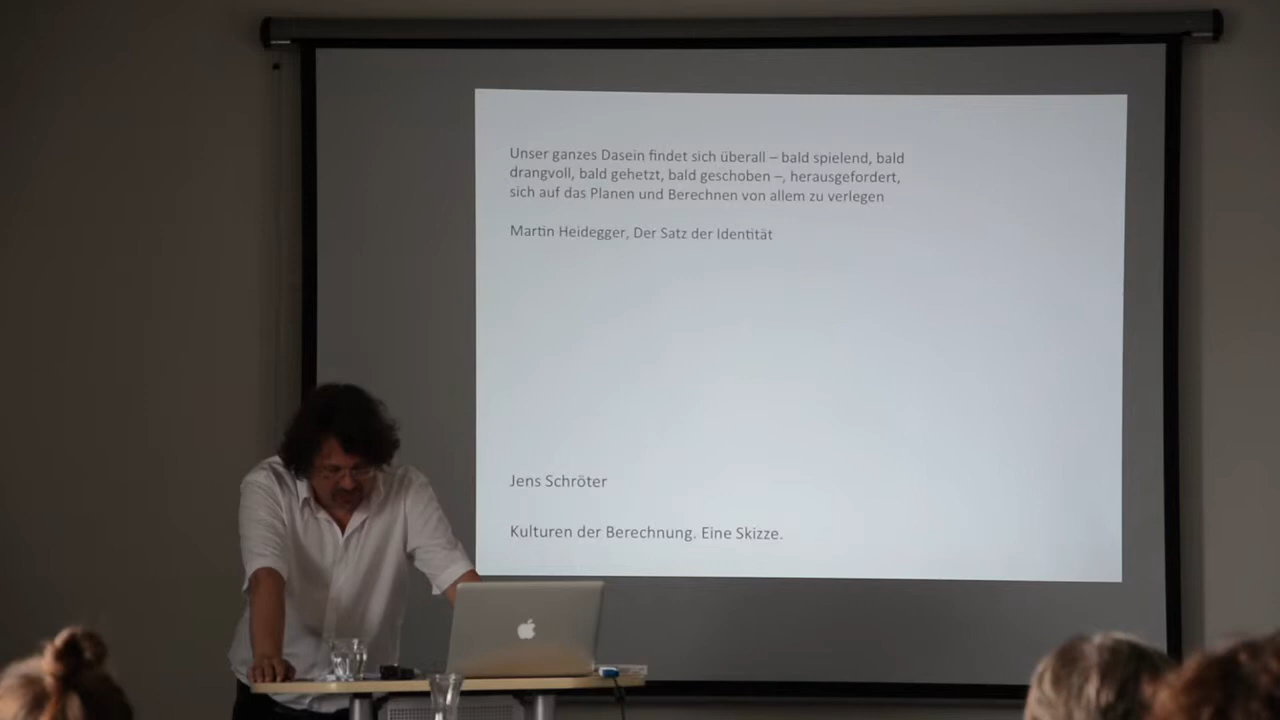 Unser ganzes Dasein findet sich überall – bald spielend, bald
drangvoll, bald gehetzt, bald geschoben –, herausgefordert,
sich auf das Planen und Berechnen von allem zu verlegen
Martin Heidegger, Der Satz der Identität
Jens Schröter
Kulturen der Berechnung. Eine Skizze.